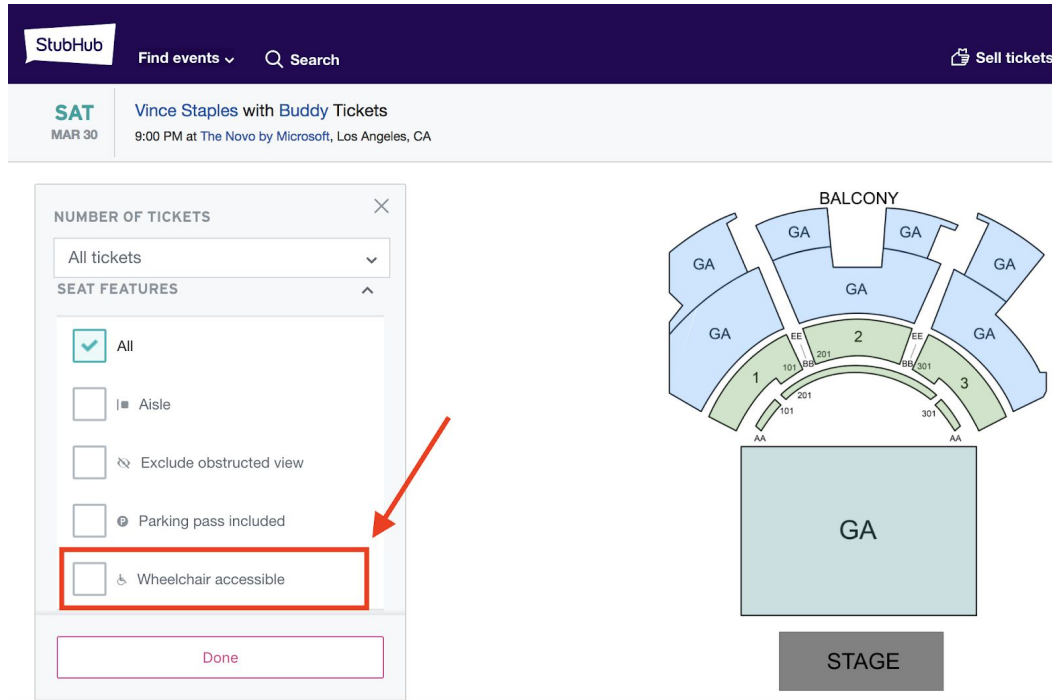 StubHub
Find events
Search
Sell tickets
SAT
MAR 30
Vince Staples with Buddy Tickets
9:00 PM at The Novo by Microsoft, Los Angeles, CA
NUMBER OF TICKETS
All tickets
SEAT FEATURES
All
Aisle
Exclude obstructed view
P Parking pass included
Wheelchair accessible
Done
BALCONY
GA GA
GA GA
GA
GA GA
EE 2 EE
101 BB 201 BB 301
1 3
201
101 301
AA AA
GA
STAGE